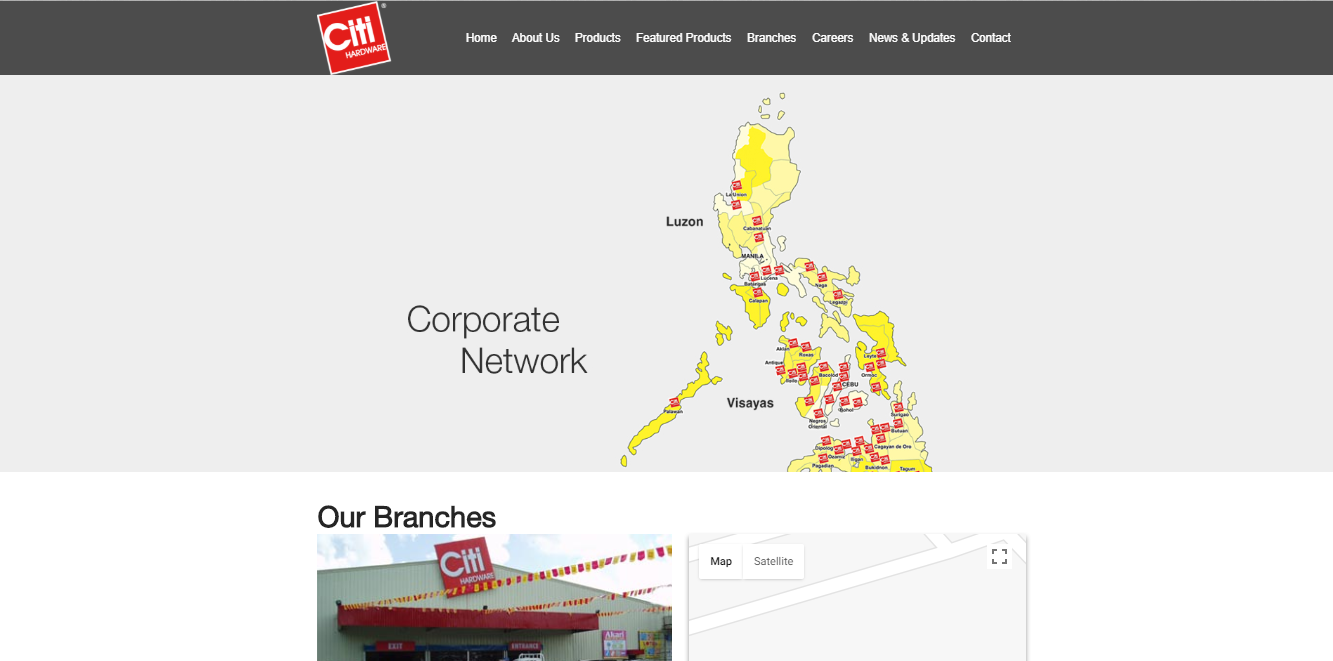 Citi
HARDWARE
®
Home
About Us
Products
Featured Products
Branches
Careers
News & Updates
Contact
Corporate
Network
Luzon
Visayas
La Union
Cabanatuan
MANILA
Lucena
Batangas
Calapan
Naga
Legazpi
Aklan
Roxas
Antique
Iloilo
Bacolod
CEBU
Leyte
Ormoc
Bohol
Negros
Oriental
Palawan
Surigao
Butuan
Cagayan de Oro
Dipolog
Ozamis
Iligan
Pagadian
Bukidnon
Tagum
Our Branches
Citi
HARDWARE
EXIT
ENTRANCE
Akari
Map
Satellite